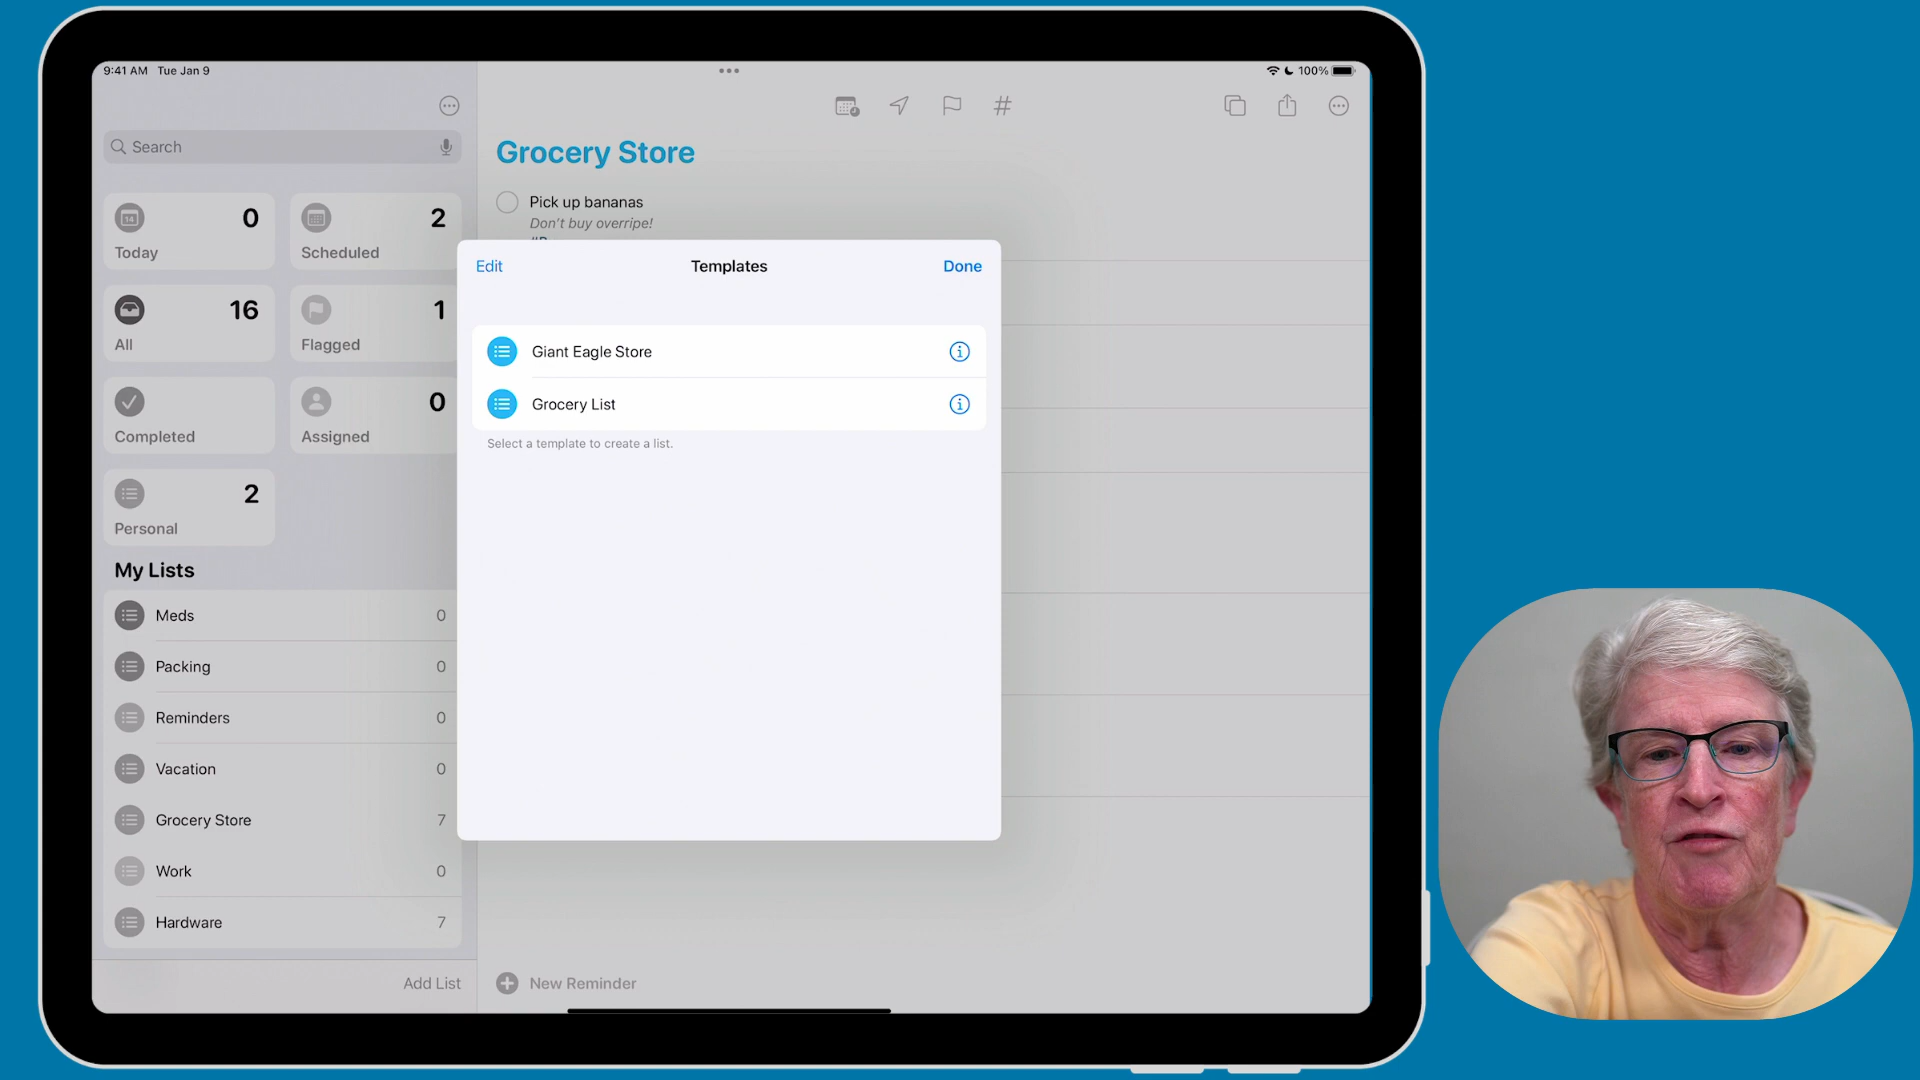 9:41 AM Tue Jan 9
100%
Search
14
0
Today
2
Scheduled
16
All
1
Flagged
Completed
0
Assigned
2
Personal
My Lists
Meds 0
Packing 0
Reminders 0
Vacation 0
Grocery Store 7
Work 0
Hardware 7
Add List
Grocery Store
Pick up bananas
Don't buy overripe!
Edit Templates Done
Giant Eagle Store
Grocery List
Select a template to create a list.
New Reminder